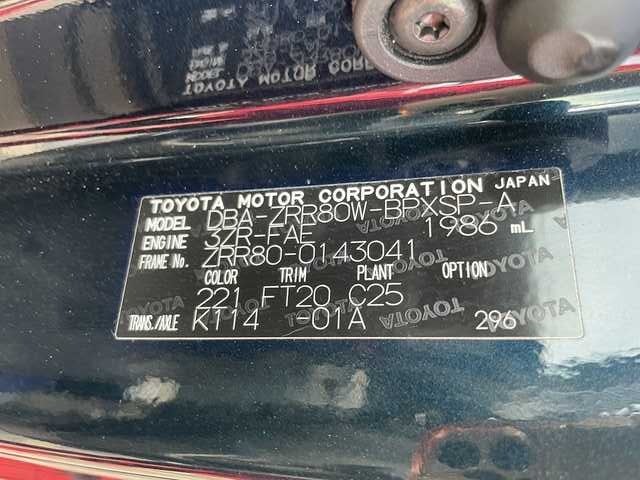 TOYOTA MOTOR CORPORATION JAPAN
MODEL DBA-ZRR80W-BPXSP-A
ENGINE 3ZR-FAE 1986 mL
FRAME No. ZRR80-0143041
COLOR TRIM PLANT OPTION
221 FT20 C25
TRANS./AXLE K114 -01A 296